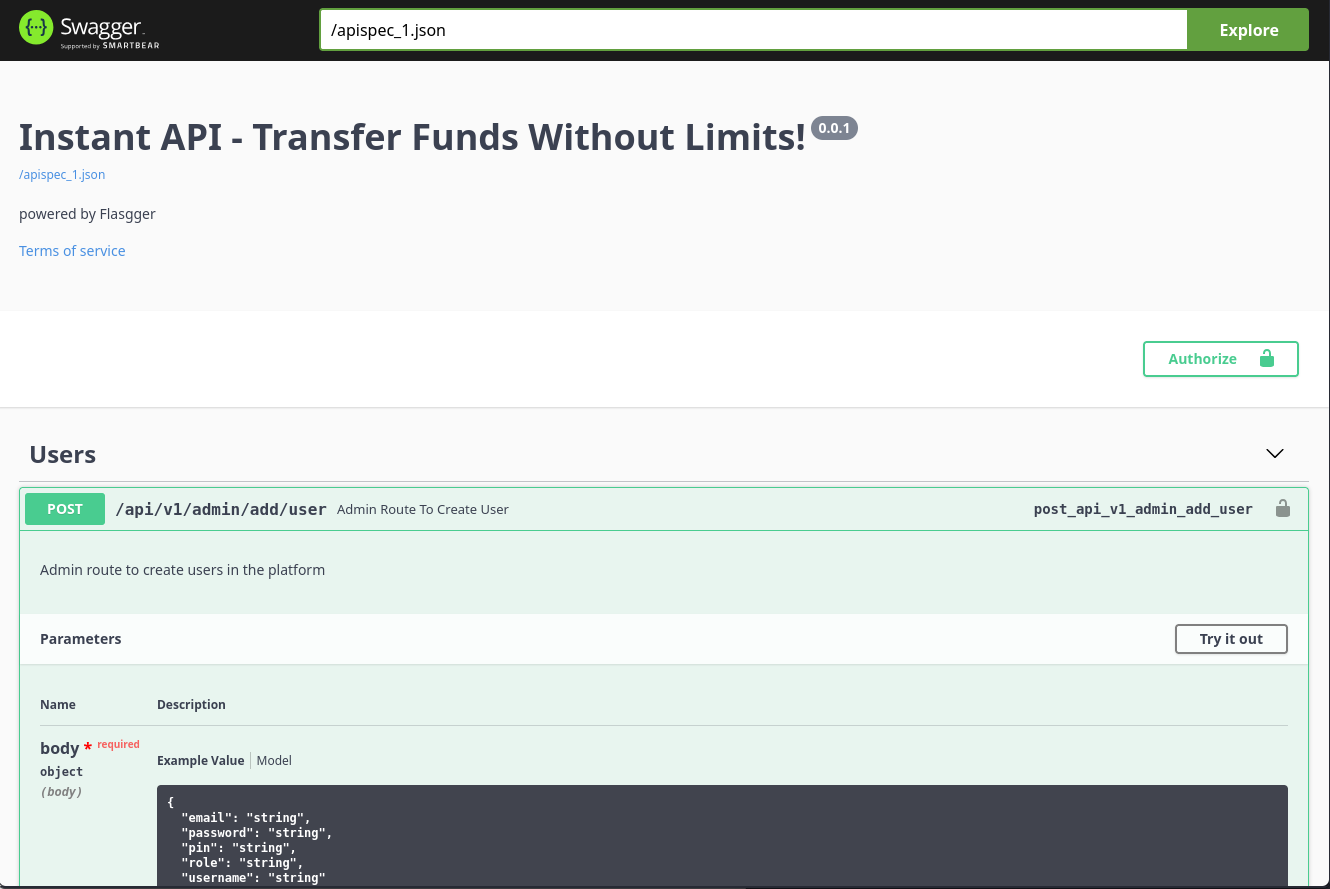 Swagger
Supported by SMARTBEAR
/apispec_1.json
Explore
Instant API - Transfer Funds Without Limits! 0.0.1
/apispec_1.json
powered by Flasgger
Terms of service
Authorize
Users
POST /api/v1/admin/add/user Admin Route To Create User post_api_v1_admin_add_user
Admin route to create users in the platform
Parameters
Try it out
Name Description
body * required
object
(body)
Example Value Model
{
  "email": "string",
  "password": "string",
  "pin": "string",
  "role": "string",
  "username": "string"